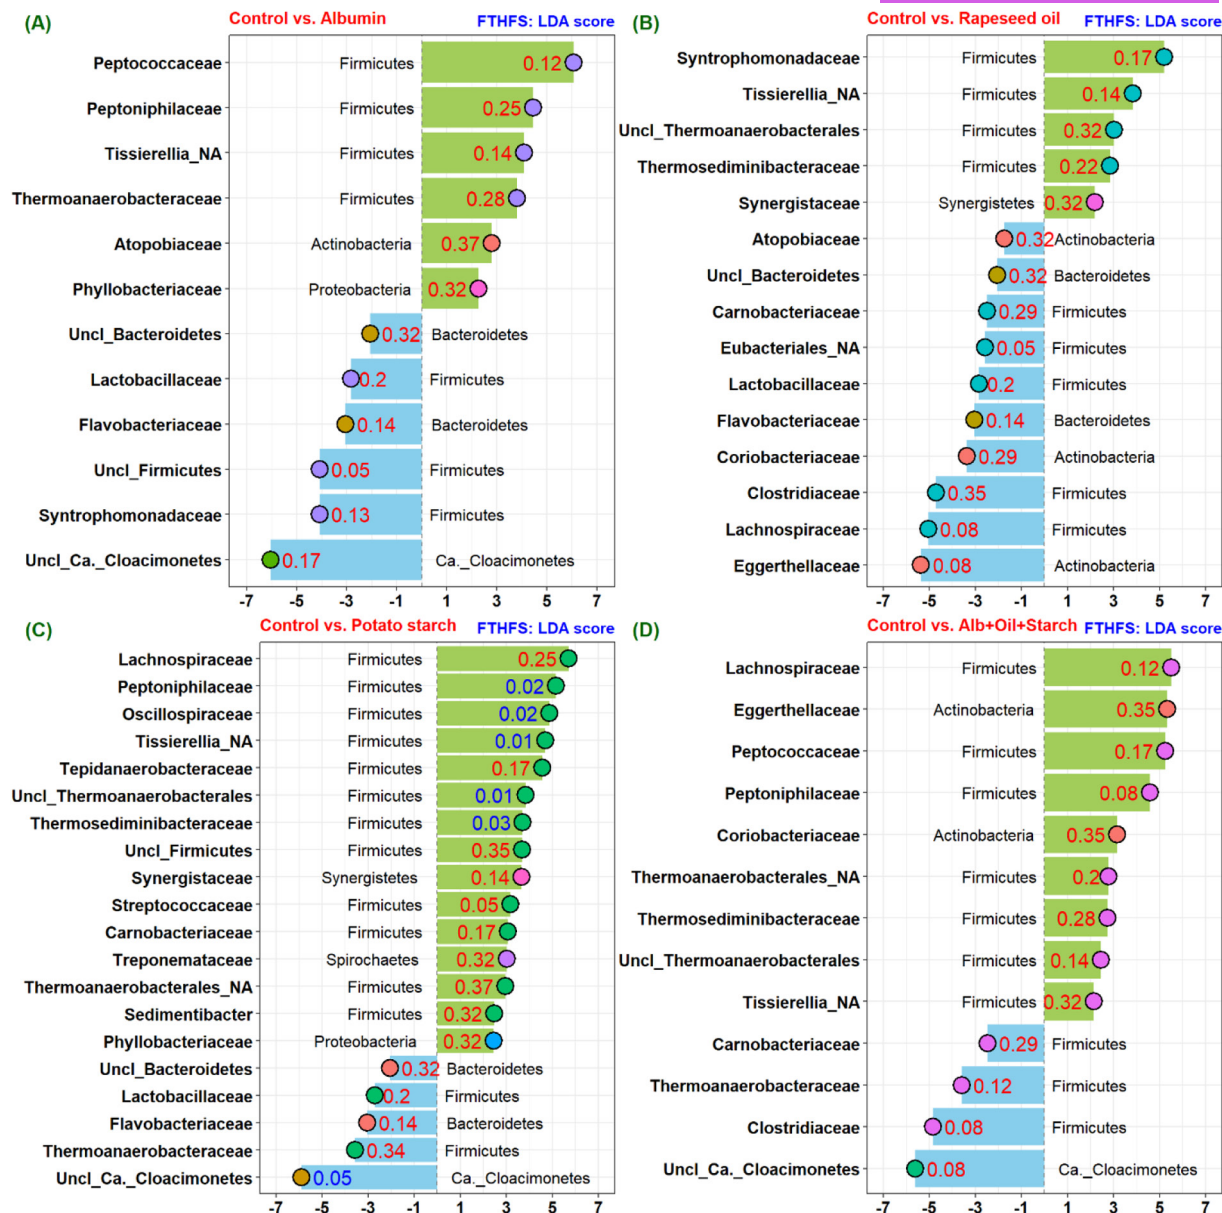 (A) Control vs. Albumin FTHFS: LDA score
Peptococcaceae Firmicutes 0.12
Peptoniphilaceae Firmicutes 0.25
Tissierellia_NA Firmicutes 0.14
Thermoanaerobacteraceae Firmicutes 0.28
Atopobiaceae Actinobacteria 0.37
Phyllobacteriaceae Proteobacteria 0.32
Uncl_Bacteroidetes 0.32 Bacteroidetes
Lactobacillaceae 0.2 Firmicutes
Flavobacteriaceae 0.14 Bacteroidetes
Uncl_Firmicutes 0.05 Firmicutes
Syntrophomonadaceae 0.13 Firmicutes
Uncl_Ca._Cloacimonetes 0.17 Ca._Cloacimonetes
-7 -5 -3 -1 1 3 5 7
(B) Control vs. Rapeseed oil FTHFS: LDA score
Syntrophomonadaceae Firmicutes 0.17
Tissierellia_NA Firmicutes 0.14
Uncl_Thermoanaerobacterales Firmicutes 0.32
Thermosediminibacteraceae Firmicutes 0.22
Synergistaceae Synergistetes 0.32
Atopobiaceae 0.32 Actinobacteria
Uncl_Bacteroidetes 0.32 Bacteroidetes
Carnobacteriaceae 0.29 Firmicutes
Eubacteriales_NA 0.05 Firmicutes
Lactobacillaceae 0.2 Firmicutes
Flavobacteriaceae 0.14 Bacteroidetes
Coriobacteriaceae 0.29 Actinobacteria
Clostridiaceae 0.35 Firmicutes
Lachnospiraceae 0.08 Firmicutes
Eggerthellaceae 0.08 Actinobacteria
-7 -5 -3 -1 1 3 5 7
(C) Control vs. Potato starch FTHFS: LDA score
Lachnospiraceae Firmicutes 0.25
Peptoniphilaceae Firmicutes 0.02
Oscillospiraceae Firmicutes 0.02
Tissierellia_NA Firmicutes 0.01
Tepidanaerobacteraceae Firmicutes 0.17
Uncl_Thermoanaerobacterales Firmicutes 0.01
Thermosediminibacteraceae Firmicutes 0.03
Uncl_Firmicutes Firmicutes 0.35
Synergistaceae Synergistetes 0.14
Streptococcaceae Firmicutes 0.05
Carnobacteriaceae Firmicutes 0.17
Treponemataceae Spirochaetes 0.32
Thermoanaerobacterales_NA Firmicutes 0.37
Sedimentibacter Firmicutes 0.32
Phyllobacteriaceae Proteobacteria 0.32
Uncl_Bacteroidetes 0.32 Bacteroidetes
Lactobacillaceae 0.2 Firmicutes
Flavobacteriaceae 0.14 Bacteroidetes
Thermoanaerobacteraceae 0.34 Firmicutes
Uncl_Ca._Cloacimonetes 0.05 Ca._Cloacimonetes
-7 -5 -3 -1 1 3 5 7
(D) Control vs. Alb+Oil+Starch FTHFS: LDA score
Lachnospiraceae Firmicutes 0.12
Eggerthellaceae Actinobacteria 0.35
Peptococcaceae Firmicutes 0.17
Peptoniphilaceae Firmicutes 0.08
Coriobacteriaceae Actinobacteria 0.35
Thermoanaerobacterales_NA Firmicutes 0.2
Thermosediminibacteraceae Firmicutes 0.28
Uncl_Thermoanaerobacterales Firmicutes 0.14
Tissierellia_NA Firmicutes 0.32
Carnobacteriaceae 0.29 Firmicutes
Thermoanaerobacteraceae 0.12 Firmicutes
Clostridiaceae 0.08 Firmicutes
Uncl_Ca._Cloacimonetes 0.08 Ca._Cloacimonetes
-7 -5 -3 -1 1 3 5 7